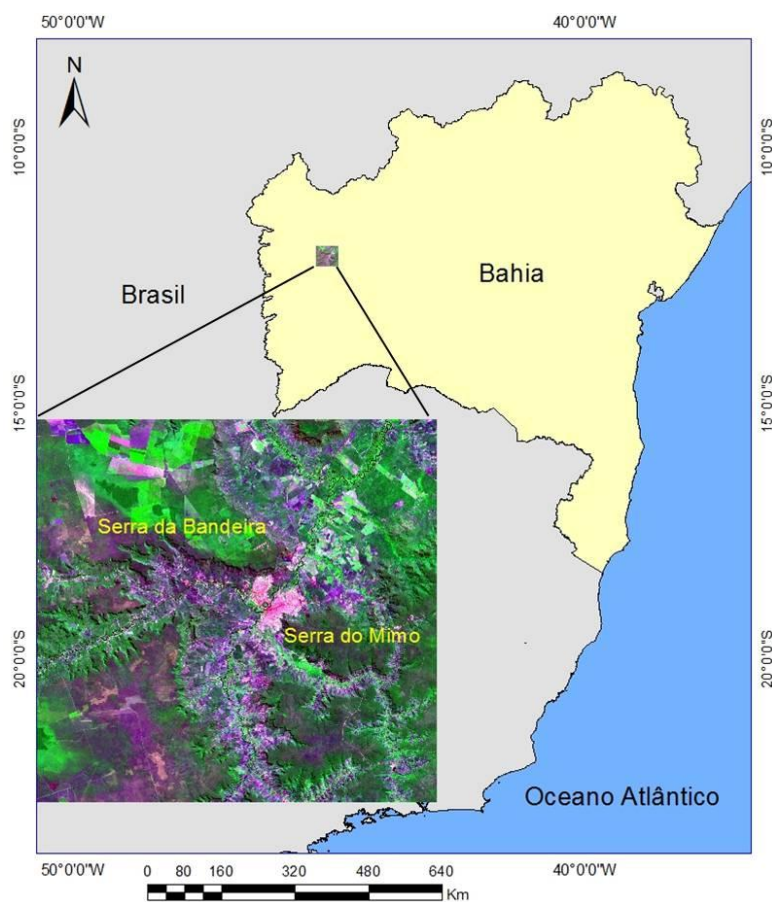 50°0'0"W 40°0'0"W
N
10°0'0"S 10°0'0"S
Bahia
Brasil
15°0'0"S 15°0'0"S
Serra da Bandeira
Serra do Mimo
20°0'0"S 20°0'0"S
Oceano Atlântico
50°0'0"W 40°0'0"W
0 80 160 320 480 640
Km